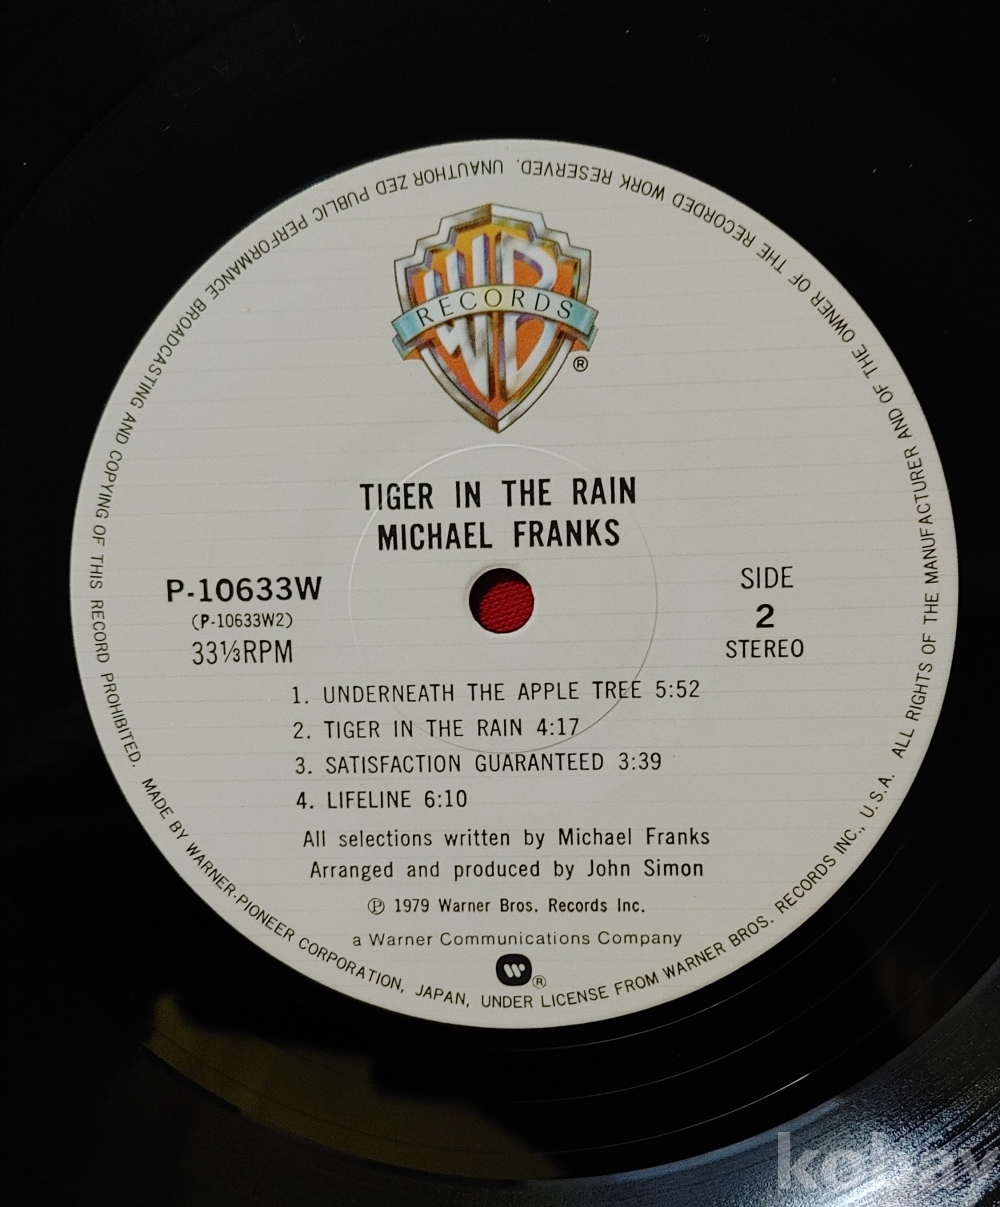 WB
RECORDS
®
TIGER IN THE RAIN
MICHAEL FRANKS
P-10633W
(P-10633W2)
33⅓RPM
SIDE
2
STEREO
1. UNDERNEATH THE APPLE TREE 5:52
2. TIGER IN THE RAIN 4:17
3. SATISFACTION GUARANTEED 3:39
4. LIFELINE 6:10
All selections written by Michael Franks
Arranged and produced by John Simon
Ⓟ 1979 Warner Bros. Records Inc.
a Warner Communications Company
W ®
MADE BY WARNER-PIONEER CORPORATION, JAPAN, UNDER LICENSE FROM WARNER BROS. RECORDS INC., U.S.A. ALL RIGHTS OF THE MANUFACTURER AND OF THE OWNER OF THE RECORDED WORK RESERVED. UNAUTHOR ZED PUBLIC PERFORMANCE BROADCASTING AND COPYING OF THIS RECORD PROHIBITED.
kobay